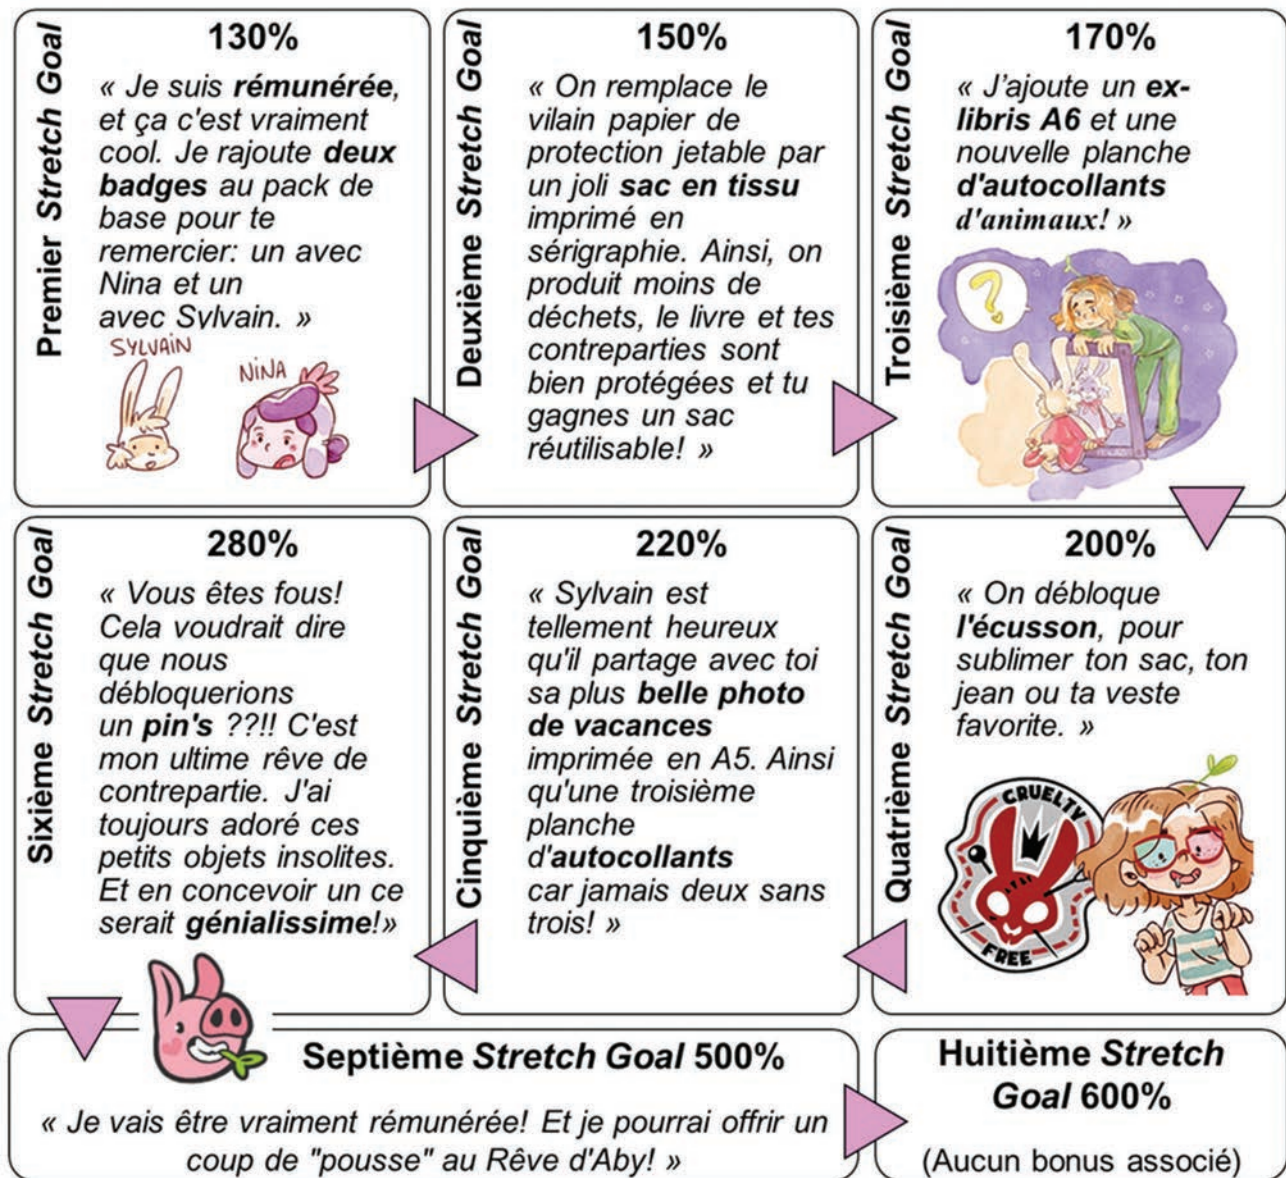 Premier Stretch Goal
130%
« Je suis rémunérée,
et ça c'est vraiment
cool. Je rajoute deux
badges au pack de
base pour te
remercier: un avec
Nina et un
avec Sylvain. »
SYLVAIN
NINA
Deuxième Stretch Goal
150%
« On remplace le
vilain papier de
protection jetable par
un joli sac en tissu
imprimé en
sérigraphie. Ainsi, on
produit moins de
déchets, le livre et tes
contreparties sont
bien protégées et tu
gagnes un sac
réutilisable! »
Troisième Stretch Goal
170%
« J'ajoute un ex-
libris A6 et une
nouvelle planche
d'autocollants
d'animaux! »
?
Quatrième Stretch Goal
200%
« On débloque
l'écusson, pour
sublimer ton sac, ton
jean ou ta veste
favorite. »
CRUELTY
FREE
Cinquième Stretch Goal
220%
« Sylvain est
tellement heureux
qu'il partage avec toi
sa plus belle photo
de vacances
imprimée en A5. Ainsi
qu'une troisième
planche
d'autocollants
car jamais deux sans
trois! »
Sixième Stretch Goal
280%
« Vous êtes fous!
Cela voudrait dire
que nous
débloquerions
un pin's ??!! C'est
mon ultime rêve de
contrepartie. J'ai
toujours adoré ces
petits objets insolites.
Et en concevoir un ce
serait génialissime!»
Septième Stretch Goal 500%
« Je vais être vraiment rémunérée! Et je pourrai offrir un
coup de "pousse" au Rêve d'Aby! »
Huitième Stretch
Goal 600%
(Aucun bonus associé)